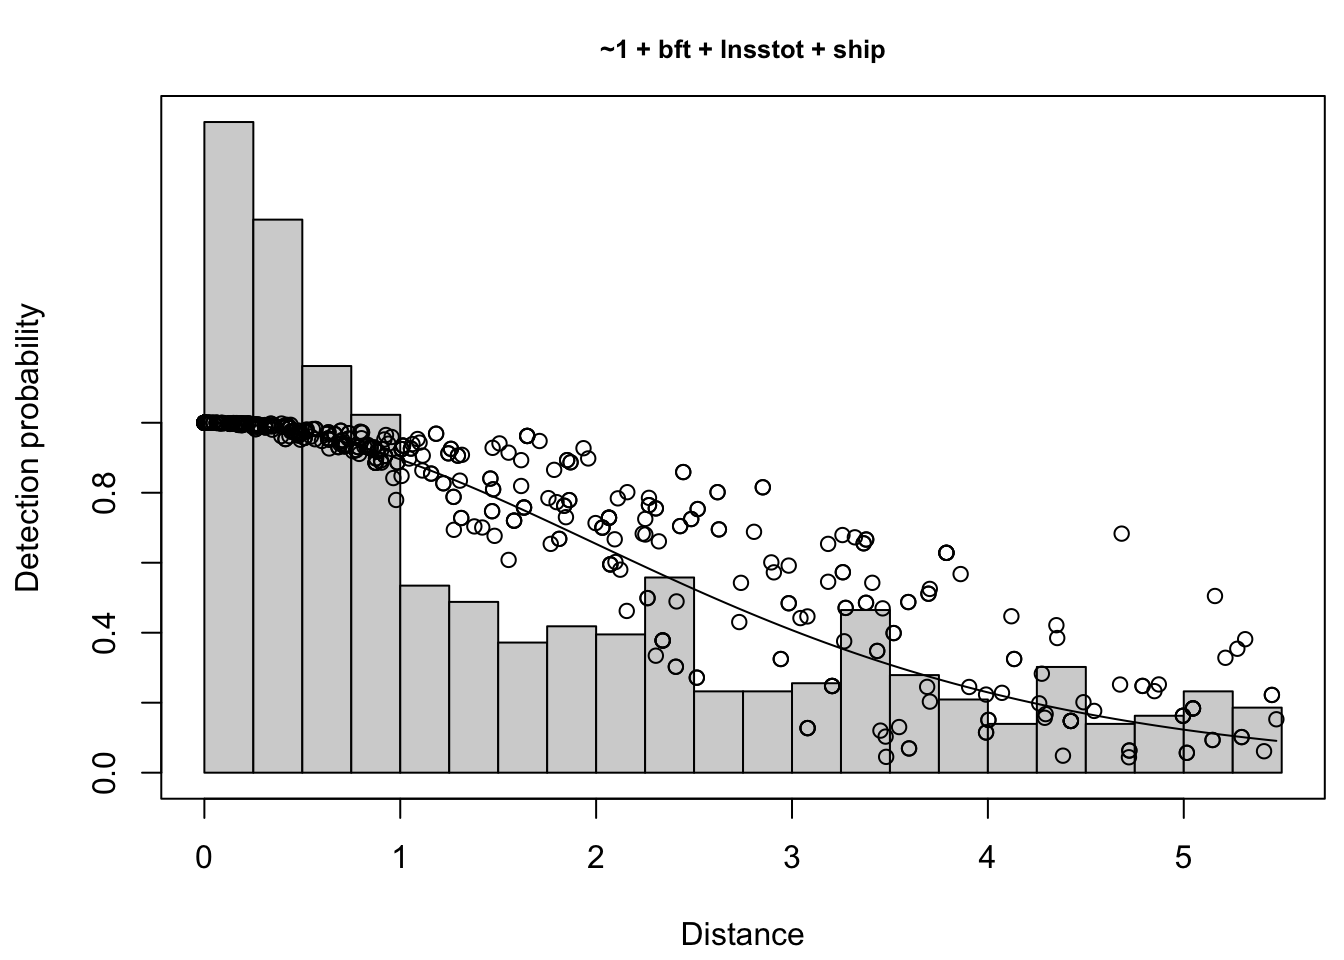 ~1 + bft + lnsstot + ship
Detection probability
0.8
0.4
0.0
0 1 2 3 4 5
Distance